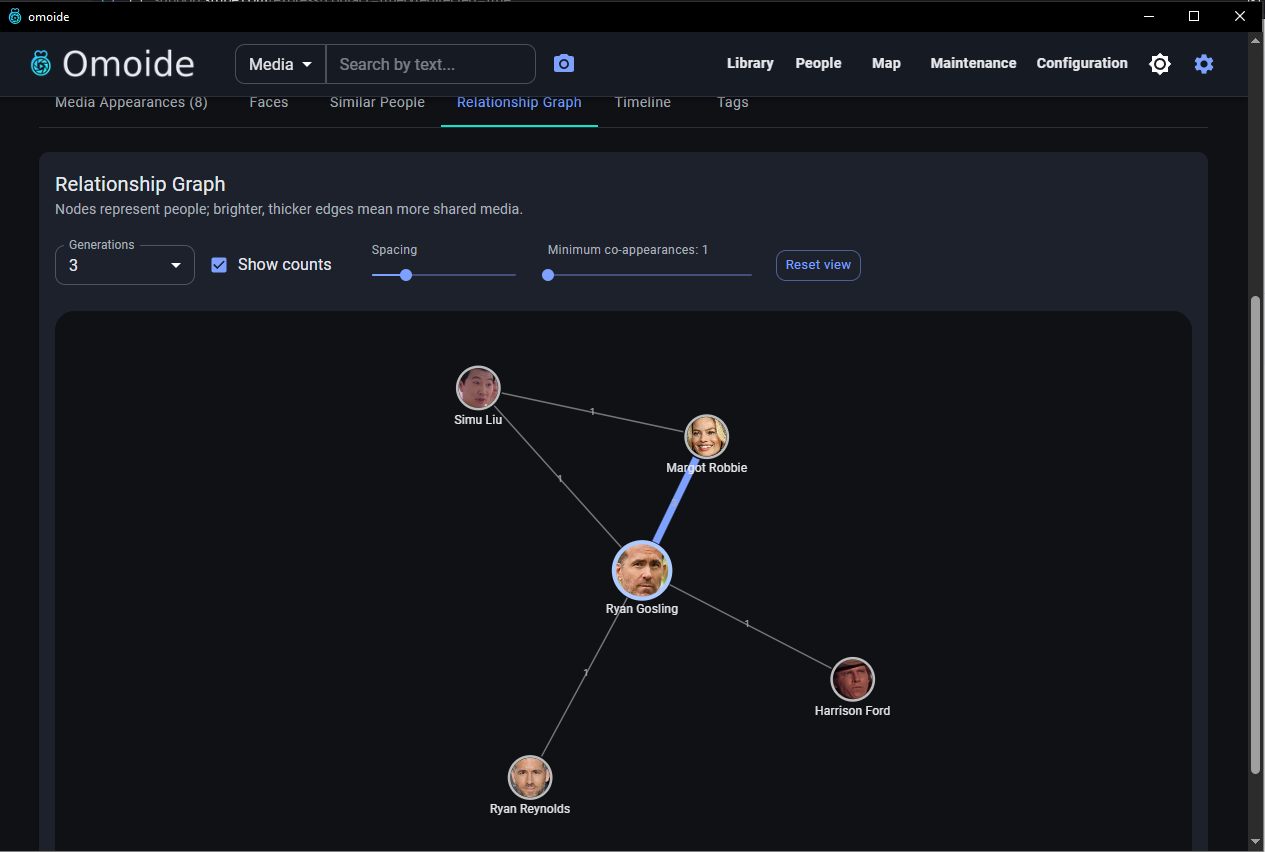 omoide
Omoide
Media
Search by text...
Library
People
Map
Maintenance
Configuration
Media Appearances (8)
Faces
Similar People
Relationship Graph
Timeline
Tags
Relationship Graph
Nodes represent people; brighter, thicker edges mean more shared media.
Generations
3
Show counts
Spacing
Minimum co-appearances: 1
Reset view
Simu Liu
1
Margot Robbie
1
Ryan Gosling
1
Harrison Ford
1
Ryan Reynolds